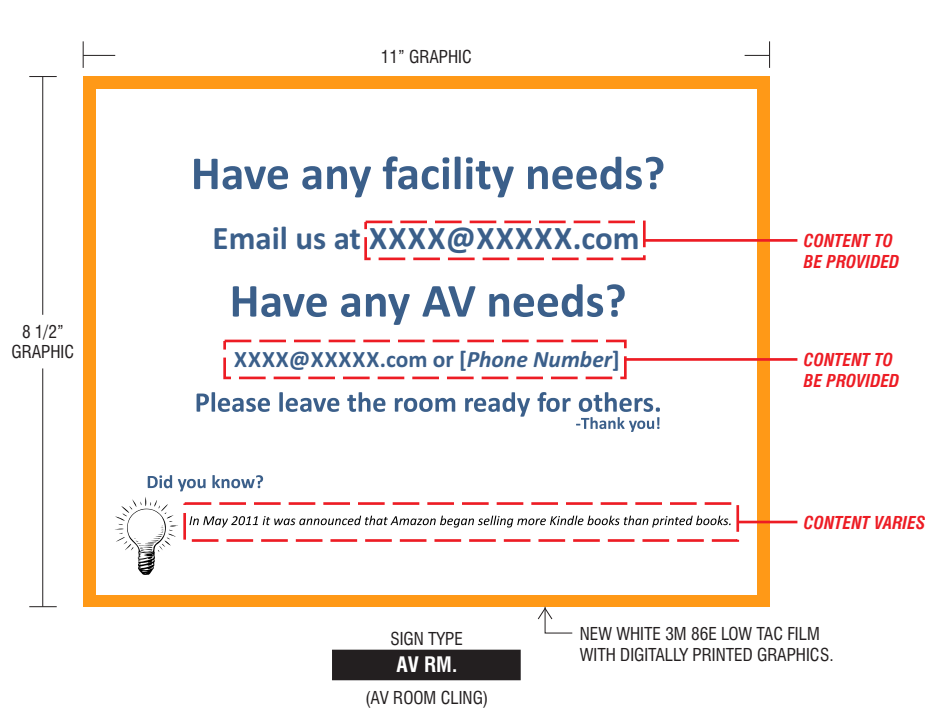 11” GRAPHIC
8 1/2”
GRAPHIC
Have any facility needs?
Email us at XXXX@XXXXX.com
CONTENT TO
BE PROVIDED
Have any AV needs?
XXXX@XXXXX.com or [Phone Number]
CONTENT TO
BE PROVIDED
Please leave the room ready for others.
-Thank you!
Did you know?
In May 2011 it was announced that Amazon began selling more Kindle books than printed books.
CONTENT VARIES
NEW WHITE 3M 86E LOW TAC FILM
WITH DIGITALLY PRINTED GRAPHICS.
SIGN TYPE
AV RM.
(AV ROOM CLING)